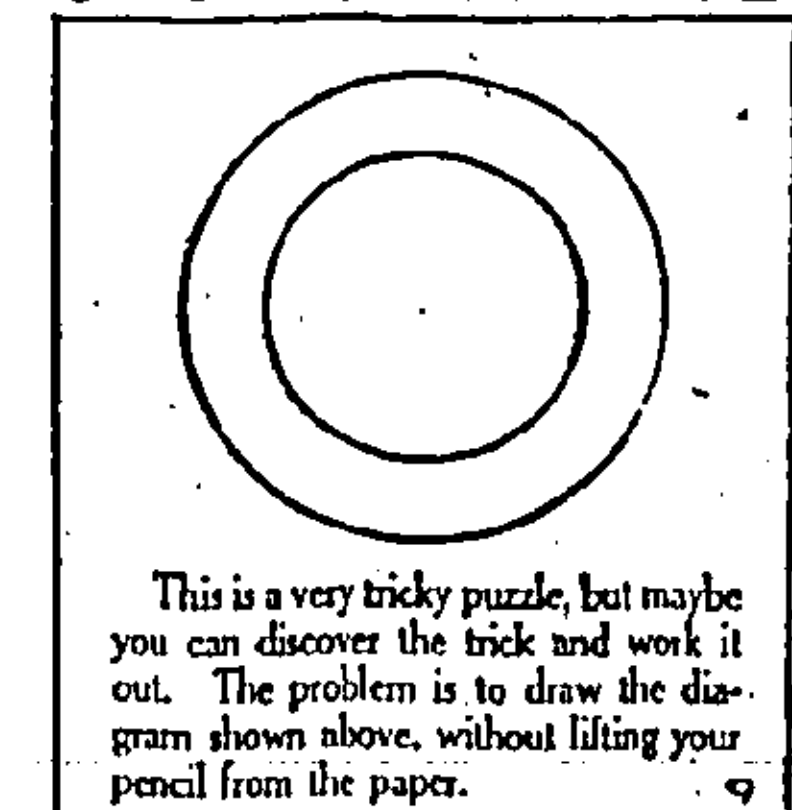 This is a very tricky puzzle, but maybe
you can discover the trick and work it
out. The problem is to draw the dia-
gram shown above, without lifting your
pencil from the paper.
9